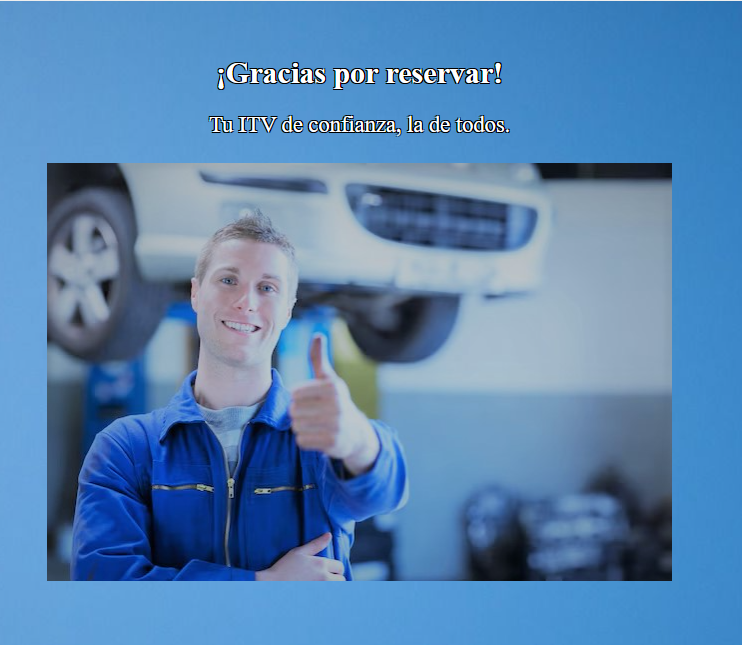 ¡Gracias por reservar!
Tu ITV de confianza, la de todos.